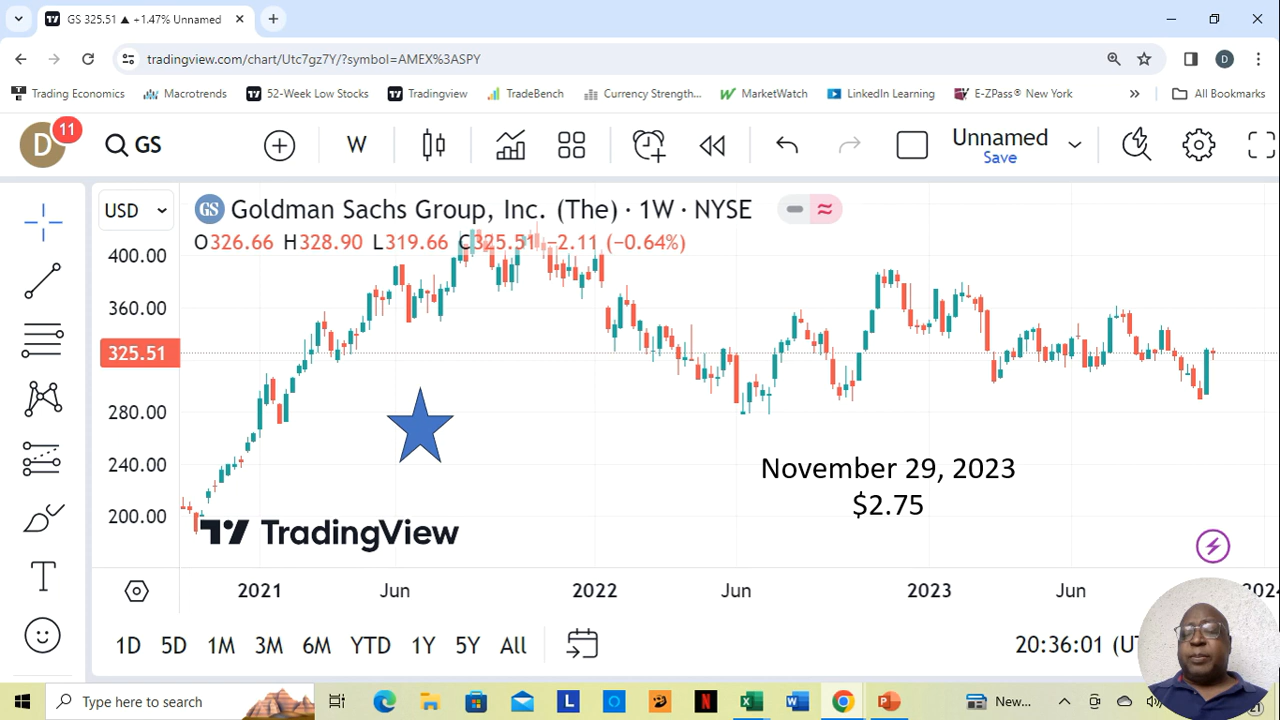 GS 325.51 ▲ +1.47% Unnamed
tradingview.com/chart/Utc7gz7Y/?symbol=AMEX%3ASPY
D
Trading Economics
Macrotrends
52-Week Low Stocks
Tradingview
TradeBench
Currency Strength...
MarketWatch
LinkedIn Learning
E-ZPass® New York
»
All Bookmarks
D
11
GS
W
Unnamed
Save
USD
GS
Goldman Sachs Group, Inc. (The) · 1W · NYSE
O326.66 H328.90 L319.66 C325.51 −2.11 (−0.64%)
400.00
360.00
325.51
280.00
240.00
200.00
November 29, 2023
$2.75
TradingView
2021 Jun 2022 Jun 2023 Jun
1D 5D 1M 3M 6M YTD 1Y 5Y All
20:36:01
Type here to search
L
N
New...